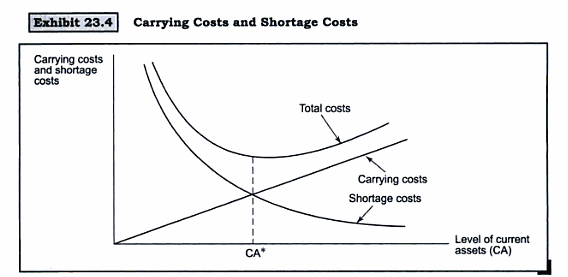 Exhibit 23.4 Carrying Costs and Shortage Costs
Carrying costs
and shortage
costs
Total costs
Carrying costs
Shortage costs
Level of current
assets (CA)
CA*